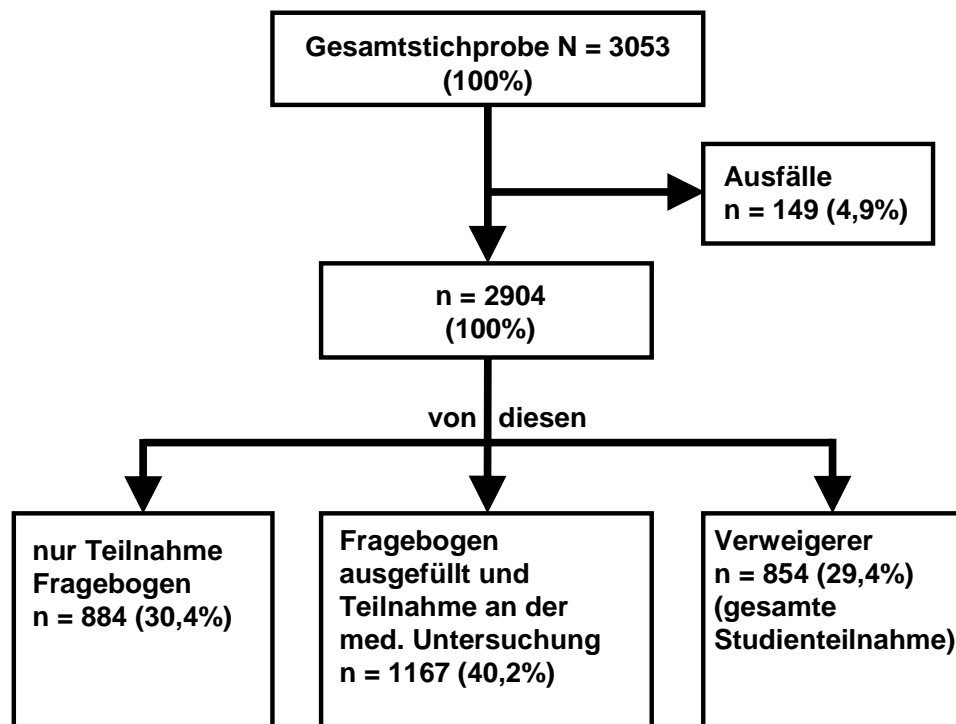 Gesamtstichprobe N = 3053
(100%)
Ausfälle
n = 149 (4,9%)
n = 2904
(100%)
von diesen
nur Teilnahme
Fragebogen
n = 884 (30,4%)
Fragebogen
ausgefüllt und
Teilnahme an der
med. Untersuchung
n = 1167 (40,2%)
Verweigerer
n = 854 (29,4%)
(gesamte
Studienteilnahme)